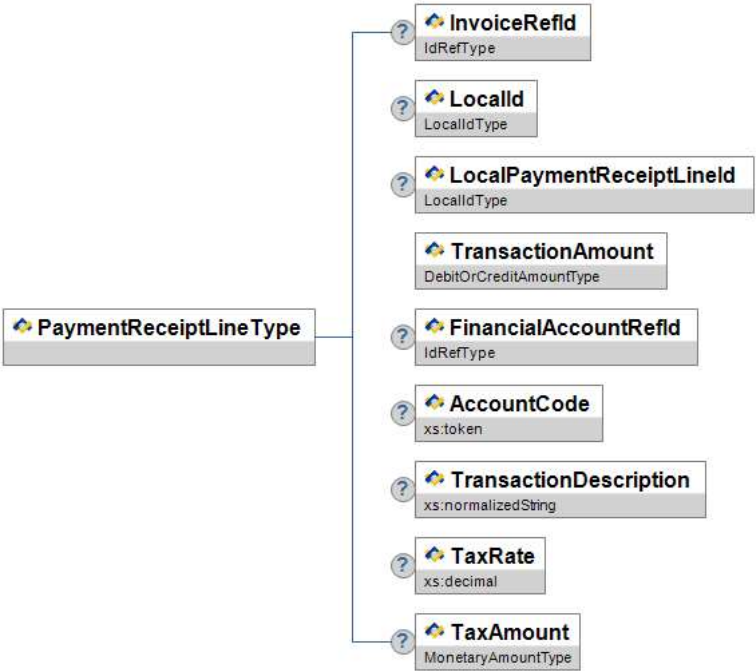 ?
InvoiceRefId
IdRefType
?
LocalId
LocalIdType
?
LocalPaymentReceiptLineId
LocalIdType
TransactionAmount
DebitOrCreditAmountType
PaymentReceiptLineType
?
FinancialAccountRefId
IdRefType
?
AccountCode
xs:token
?
TransactionDescription
xs:normalizedString
?
TaxRate
xs:decimal
?
TaxAmount
MonetaryAmountType